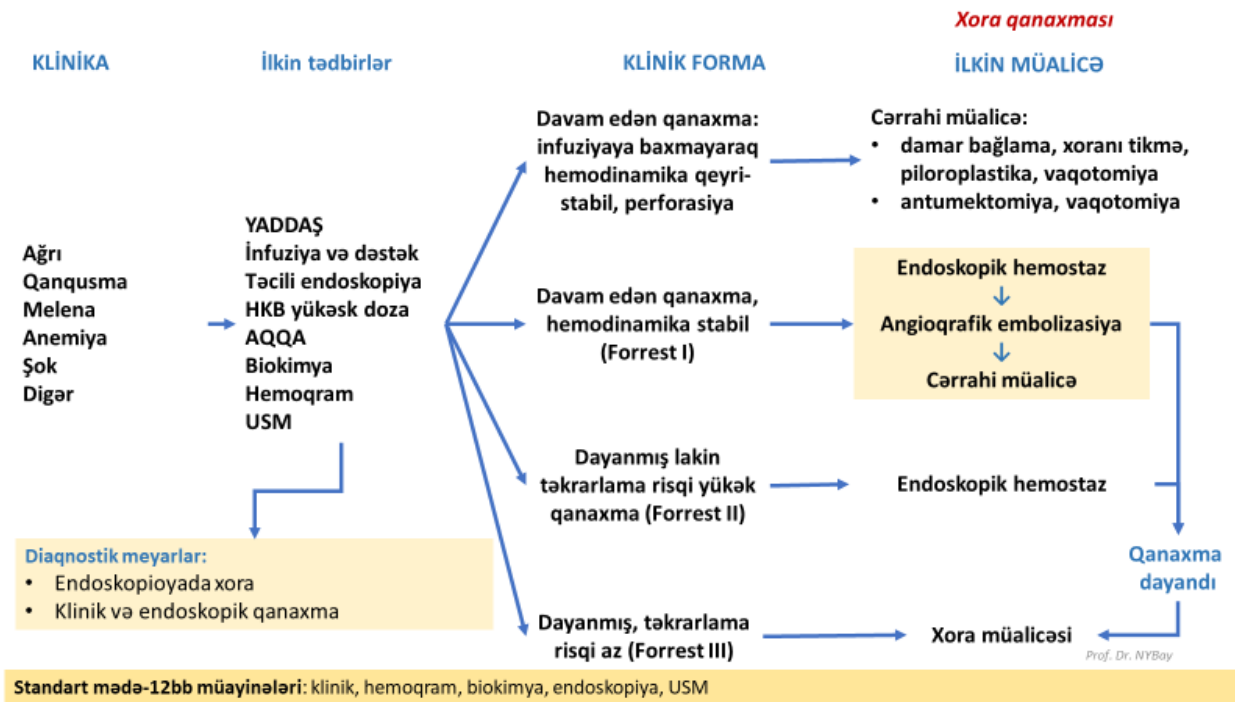 Xora qanaxması
KLİNİKA
İlkin tədbirlər
KLİNİK FORMA
İLKİN MÜALİCƏ
Ağrı
Qanqusma
Melena
Anemiya
Şok
Digər
YADDAŞ
İnfuziya və dəstək
Təcili endoskopiya
HKB yükəsk doza
AQQA
Biokimya
Hemoqram
USM
Diaqnostik meyarlar:
• Endoskopioyada xora
• Klinik və endoskopik qanaxma
Davam edən qanaxma:
infuziyaya baxmayaraq
hemodinamika qeyri-
stabil, perforasiya
Cərrahi müalicə:
• damar bağlama, xoranı tikmə,
piloroplastika, vaqotomiya
• antumektomiya, vaqotomiya
Davam edən qanaxma,
hemodinamika stabil
(Forrest I)
Endoskopik hemostaz
↓
Angioqrafik embolizasiya
↓
Cərrahi müalicə
Dayanmış lakin
təkrarlama risqi yükək
qanaxma (Forrest II)
Endoskopik hemostaz
Qanaxma
dayandı
Dayanmış, təkrarlama
risqi az (Forrest III)
Xora müalicəsi
Prof. Dr. NYBay
Standart mədə-12bb müayinələri: klinik, hemoqram, biokimya, endoskopiya, USM